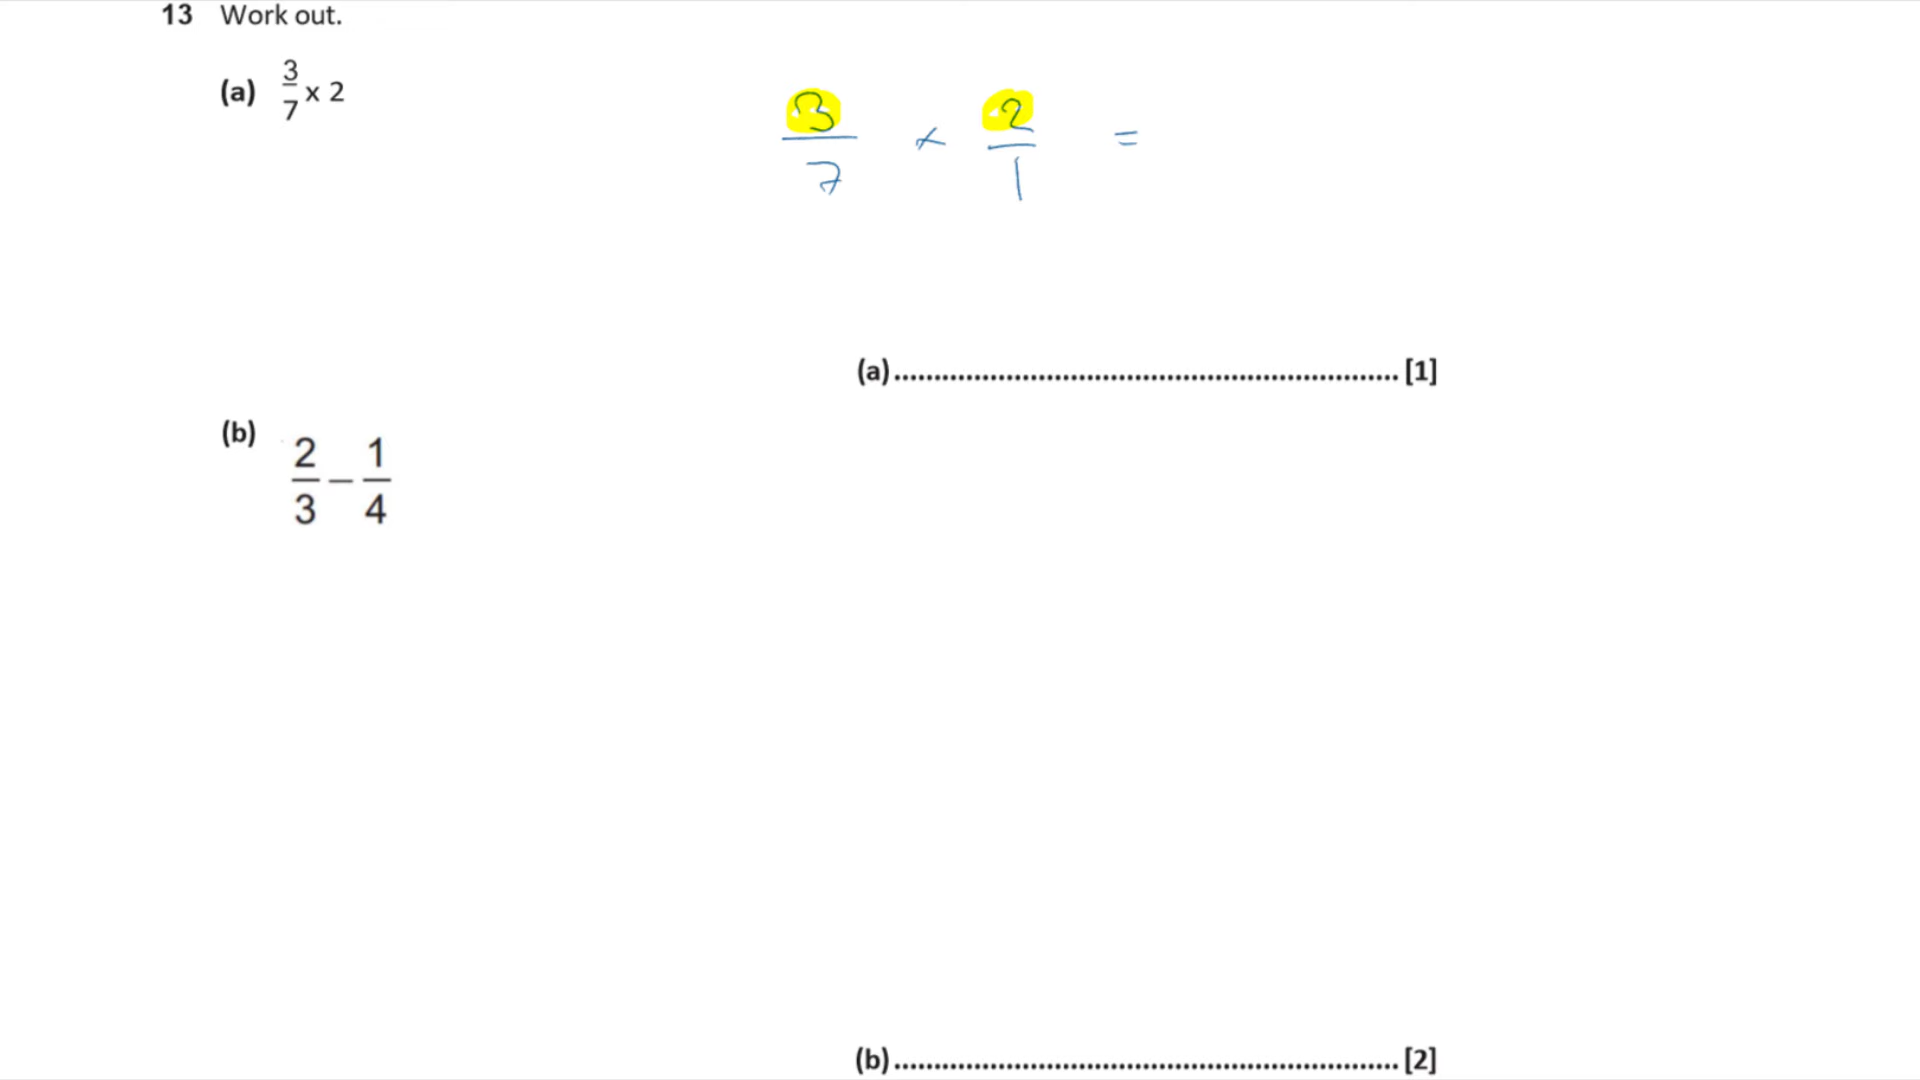 13 Work out.
(a) 3/7 x 2
3/7 × 2/1 =
(a) ............................................................... [1]
(b) 2/3 − 1/4
(b) ............................................................... [2]